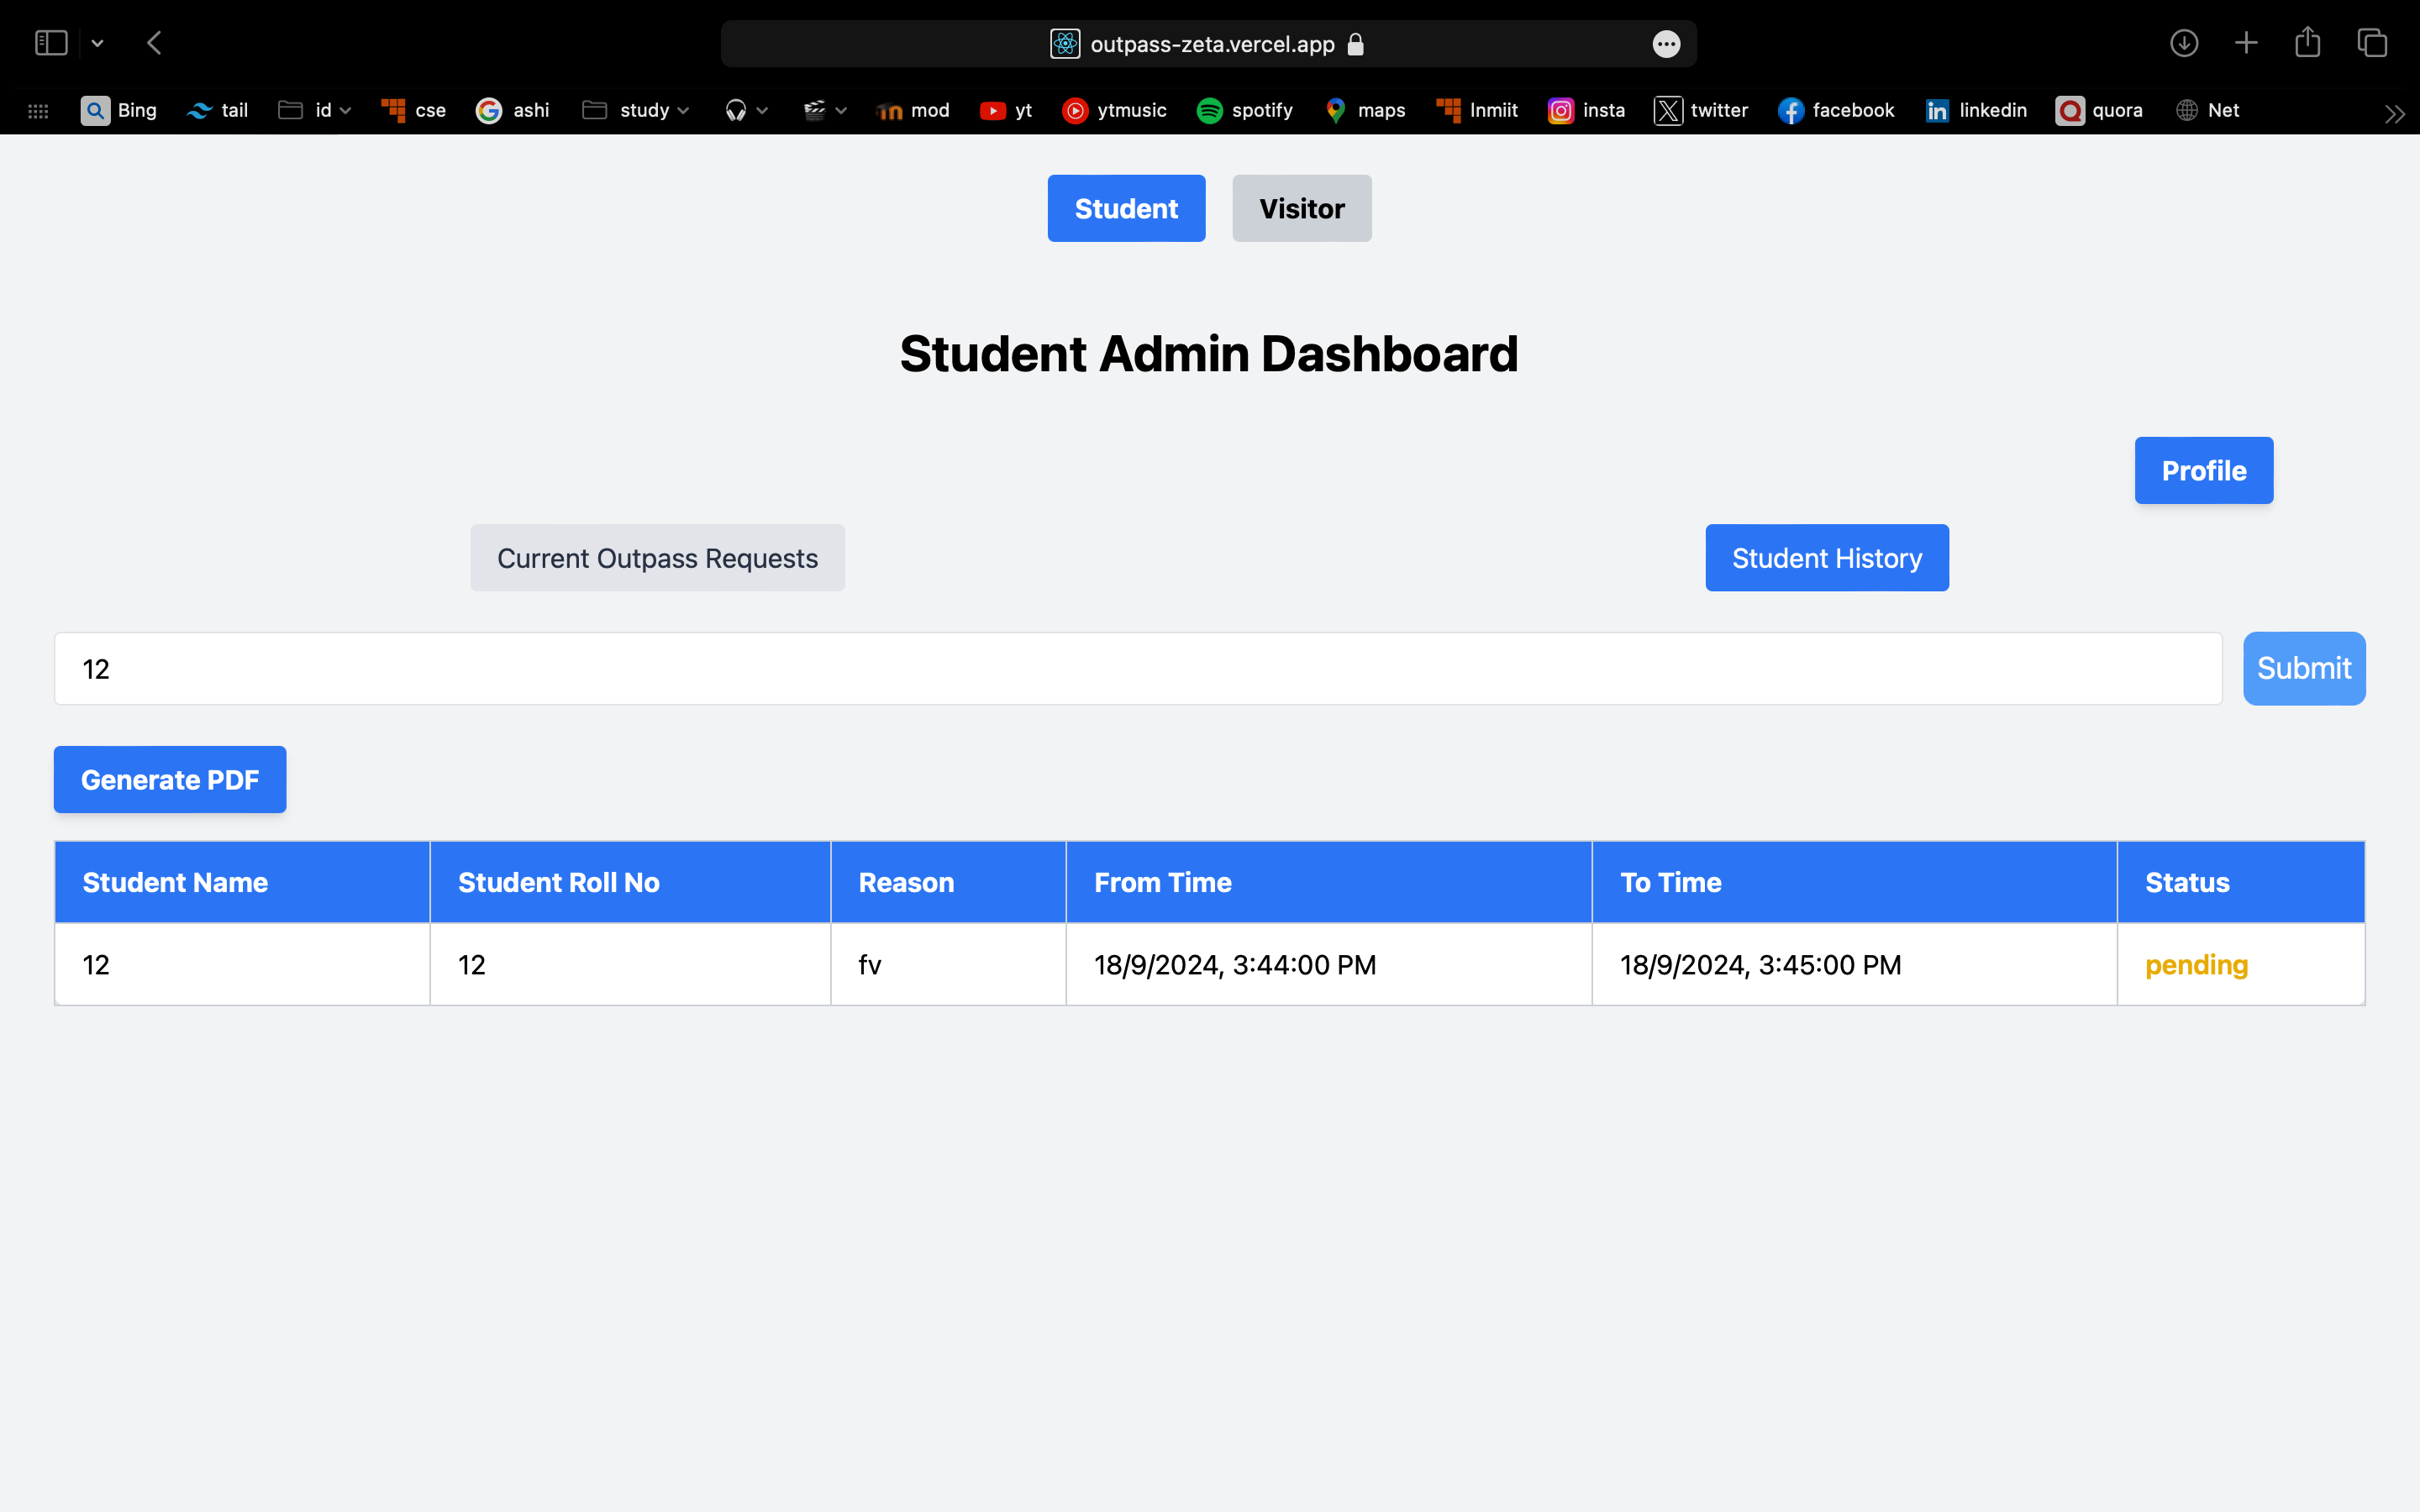 outpass-zeta.vercel.app
Bing tail id cse ashi study mod yt ytmusic spotify maps lnmiit insta twitter facebook linkedin quora Net
Student Visitor
Student Admin Dashboard
Profile
Current Outpass Requests Student History
12 Submit
Generate PDF
Student Name Student Roll No Reason From Time To Time Status
12 12 fv 18/9/2024, 3:44:00 PM 18/9/2024, 3:45:00 PM pending